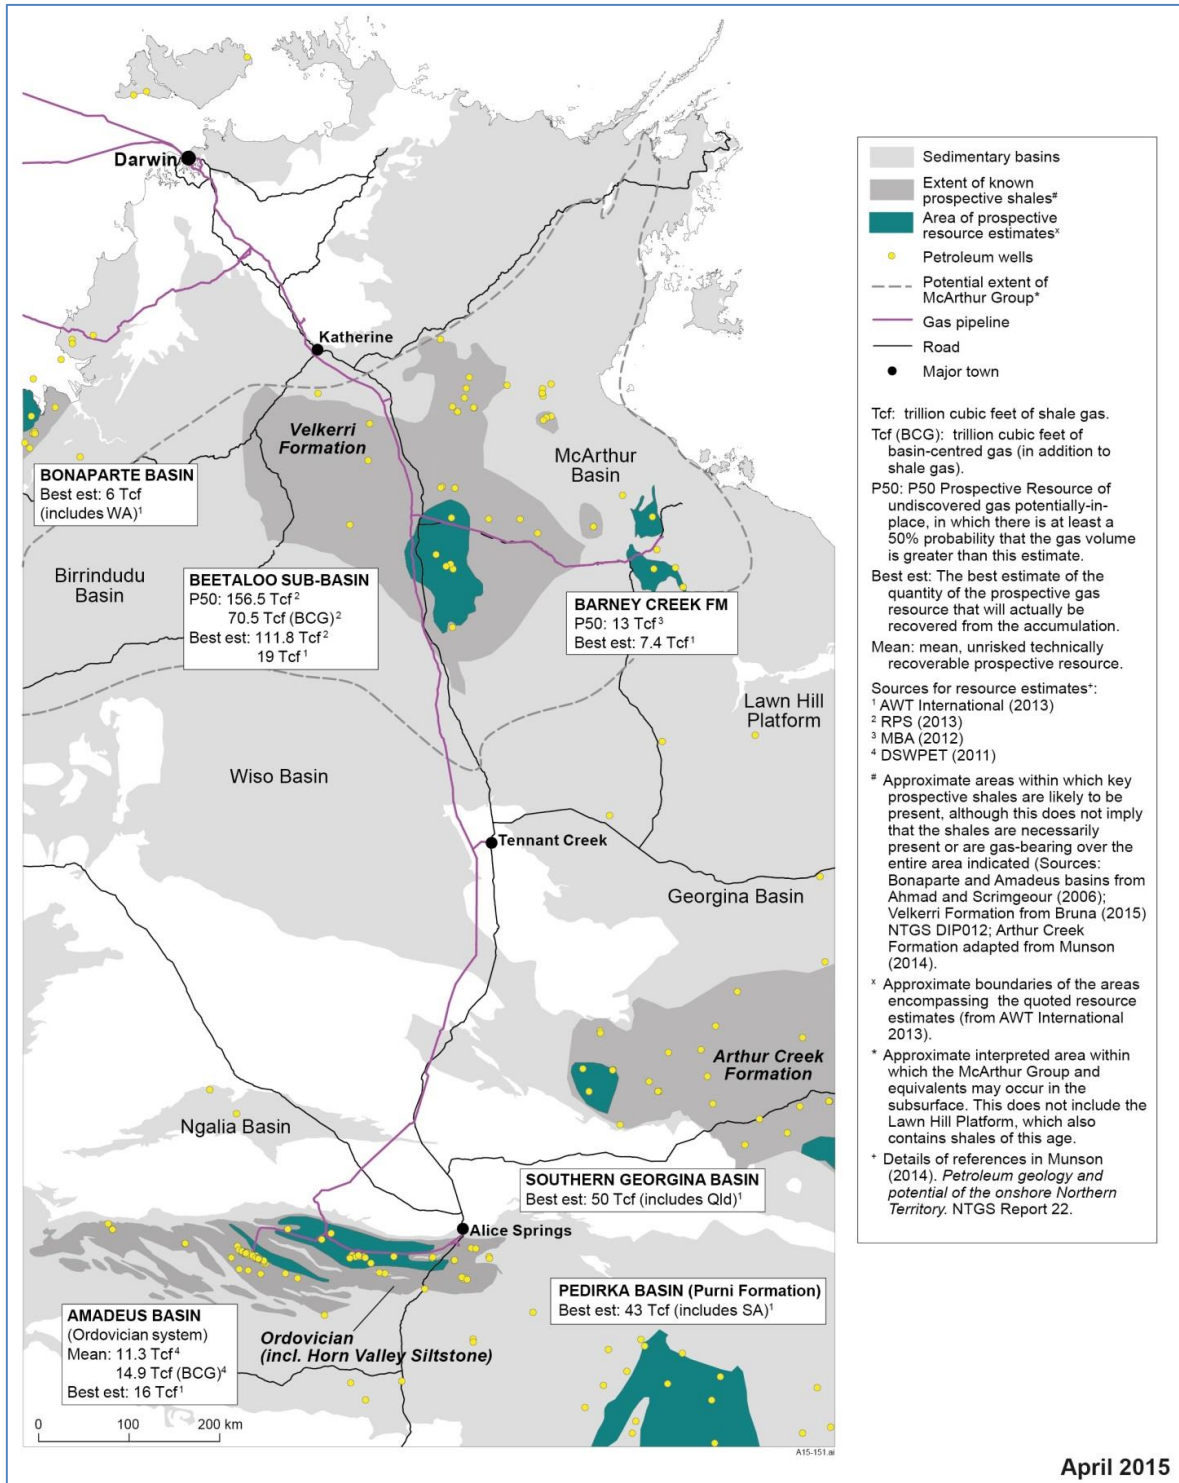 Darwin
Katherine
Velkerri
Formation
McArthur
Basin
BONAPARTE BASIN
Best est: 6 Tcf
(includes WA)¹
Birrindudu
Basin
BEETALOO SUB-BASIN
P50: 156.5 Tcf²
70.5 Tcf (BCG)²
Best est: 111.8 Tcf²
19 Tcf¹
BARNEY CREEK FM
P50: 13 Tcf³
Best est: 7.4 Tcf¹
Lawn Hill
Platform
Wiso Basin
Tennant Creek
Georgina Basin
Arthur Creek
Formation
Ngalia Basin
SOUTHERN GEORGINA BASIN
Best est: 50 Tcf (includes Qld)¹
Alice Springs
PEDIRKA BASIN (Purni Formation)
Best est: 43 Tcf (includes SA)¹
AMADEUS BASIN
(Ordovician system)
Mean: 11.3 Tcf⁴
14.9 Tcf (BCG)⁴
Best est: 16 Tcf¹
Ordovician
(incl. Horn Valley Siltstone)
0 100 200 km
A15-151.ai
Sedimentary basins
Extent of known
prospective shales#
Area of prospective
resource estimatesˣ
Petroleum wells
Potential extent of
McArthur Group*
Gas pipeline
Road
Major town
Tcf: trillion cubic feet of shale gas.
Tcf (BCG): trillion cubic feet of
basin-centred gas (in addition to
shale gas).
P50: P50 Prospective Resource of
undiscovered gas potentially-in-
place, in which there is at least a
50% probability that the gas volume
is greater than this estimate.
Best est: The best estimate of the
quantity of the prospective gas
resource that will actually be
recovered from the accumulation.
Mean: mean, unrisked technically
recoverable prospective resource.
Sources for resource estimates⁺:
¹ AWT International (2013)
² RPS (2013)
³ MBA (2012)
⁴ DSWPET (2011)
# Approximate areas within which key
prospective shales are likely to be
present, although this does not imply
that the shales are necessarily
present or are gas-bearing over the
entire area indicated (Sources:
Bonaparte and Amadeus basins from
Ahmad and Scrimgeour (2006);
Velkerri Formation from Bruna (2015)
NTGS DIP012; Arthur Creek
Formation adapted from Munson
(2014).
ˣ Approximate boundaries of the areas
encompassing the quoted resource
estimates (from AWT International
2013).
* Approximate interpreted area within
which the McArthur Group and
equivalents may occur in the
subsurface. This does not include the
Lawn Hill Platform, which also
contains shales of this age.
⁺ Details of references in Munson
(2014). Petroleum geology and
potential of the onshore Northern
Territory. NTGS Report 22.
April 2015